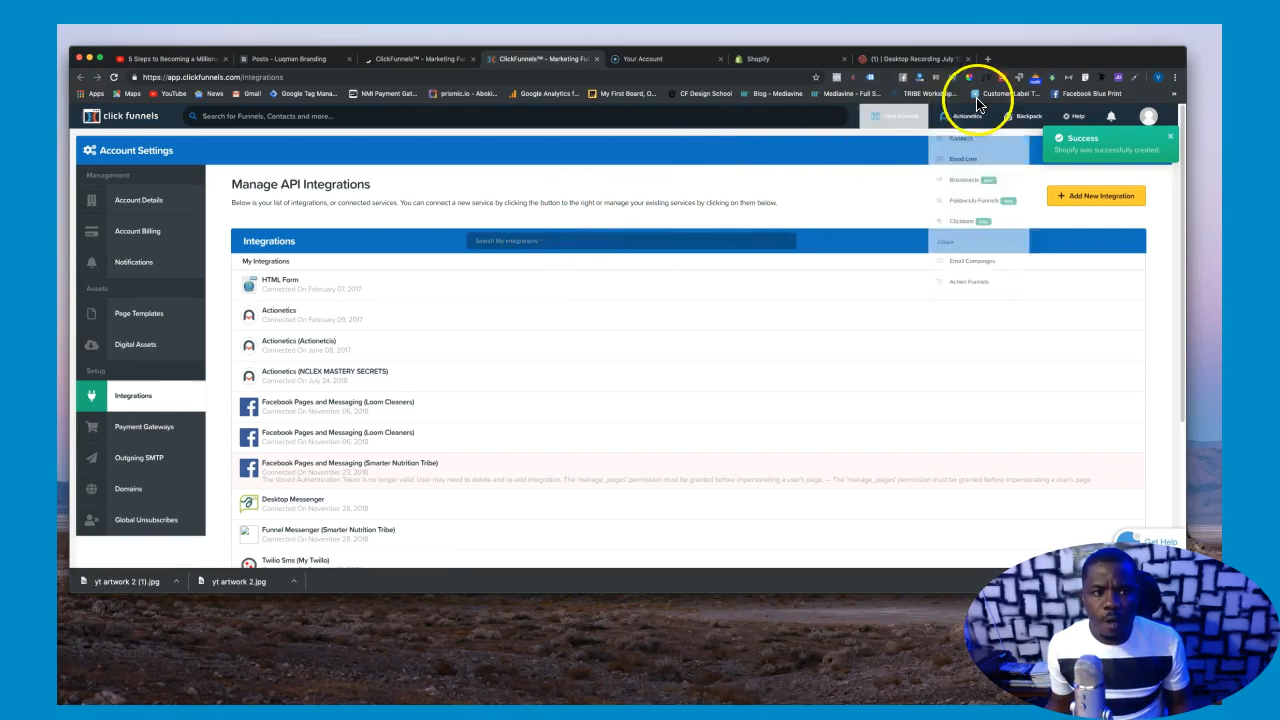 5 Steps to Becoming a Million
Posts - Luqman Branding
ClickFunnels™ - Marketing Fu
ClickFunnels™ - Marketing Fu
Your Account
Shopify
(1) | Desktop Recording July 1
https://app.clickfunnels.com/integrations
Apps
Maps
YouTube
News
Gmail
Google Tag Mana...
NMI Payment Gat...
prismic.io - Aboki...
Google Analytics f...
My First Board, O...
CF Design School
Blog - Mediavine
Mediavine - Full S...
TRIBE Worksho...
Customer Label T...
Facebook Blue Print
»
click funnels
Search for Funnels, Contacts and more...
Actionetics
Backpack
Help
Success
Shopify was successfully created.
Contacts
Email Lists
Broadcasts
Follow-Up Funnels
Clickbots
Email Campaigns
Action Funnels
Account Settings
Management
Account Details
Account Billing
Notifications
Assets
Page Templates
Digital Assets
Setup
Integrations
Payment Gateways
Outgoing SMTP
Domains
Global Unsubscribes
Manage API Integrations
Below is your list of integrations, or connected services. You can connect a new service by clicking the button to the right or manage your existing services by clicking on them below.
+ Add New Integration
Integrations
Search My Integrations
My Integrations
HTML Form
Connected On February 07, 2017
Actionetics
Connected On February 09, 2017
Actionetics (Actionetcis)
Connected On June 08, 2017
Actionetics (NCLEX MASTERY SECRETS)
Connected On July 24, 2018
Facebook Pages and Messaging (Loom Cleaners)
Connected On November 06, 2018
Facebook Pages and Messaging (Loom Cleaners)
Connected On November 06, 2018
Facebook Pages and Messaging (Smarter Nutrition Tribe)
Connected On November 23, 2018
The stored Authentication Token is no longer valid. User may need to delete and re-add integration. The 'manage_pages' permission must be granted before impersonating a user's page. — The 'manage_pages' permission must be granted before impersonating a user's page.
Desktop Messenger
Connected On November 28, 2018
Funnel Messenger (Smarter Nutrition Tribe)
Connected On November 28, 2018
Twilio Sms (My Twilio)
Get Help
yt artwork 2 (1).jpg
yt artwork 2.jpg